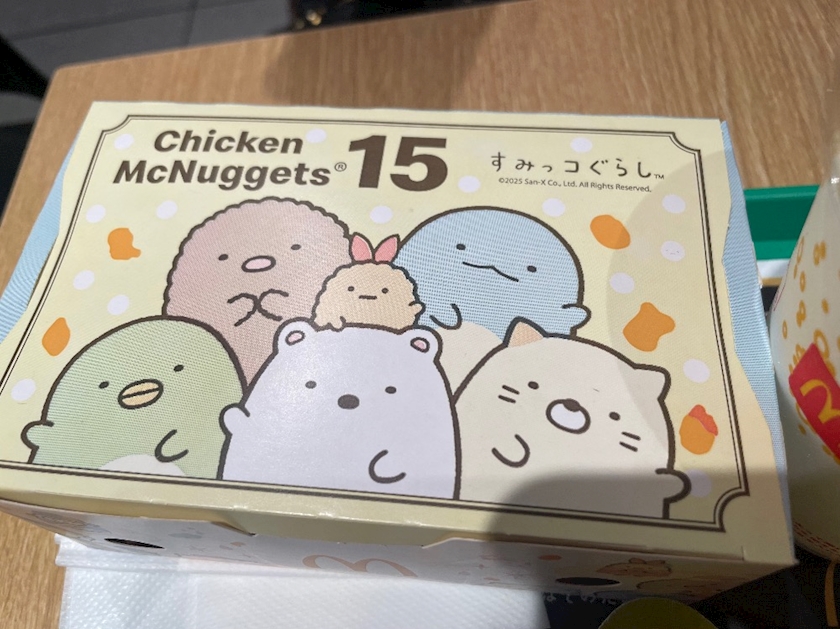 Chicken
McNuggets® 15
すみっコぐらし™
©2025 San-X Co., Ltd. All Rights Reserved.